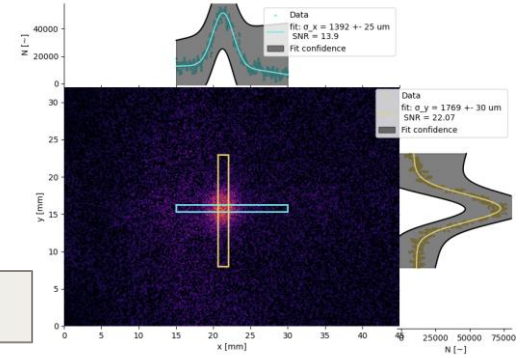 N [~]
40000
20000
0
Data
fit: σ_x = 1392 +- 25 um
SNR = 13.9
Fit confidence
Data
fit: σ_y = 1769 +- 30 um
SNR = 22.07
Fit confidence
y [mm]
30
25
20
15
10
5
0
0
5
10
15
20
25
30
35
40
x [mm]
0
25000
50000
75000
N [~]